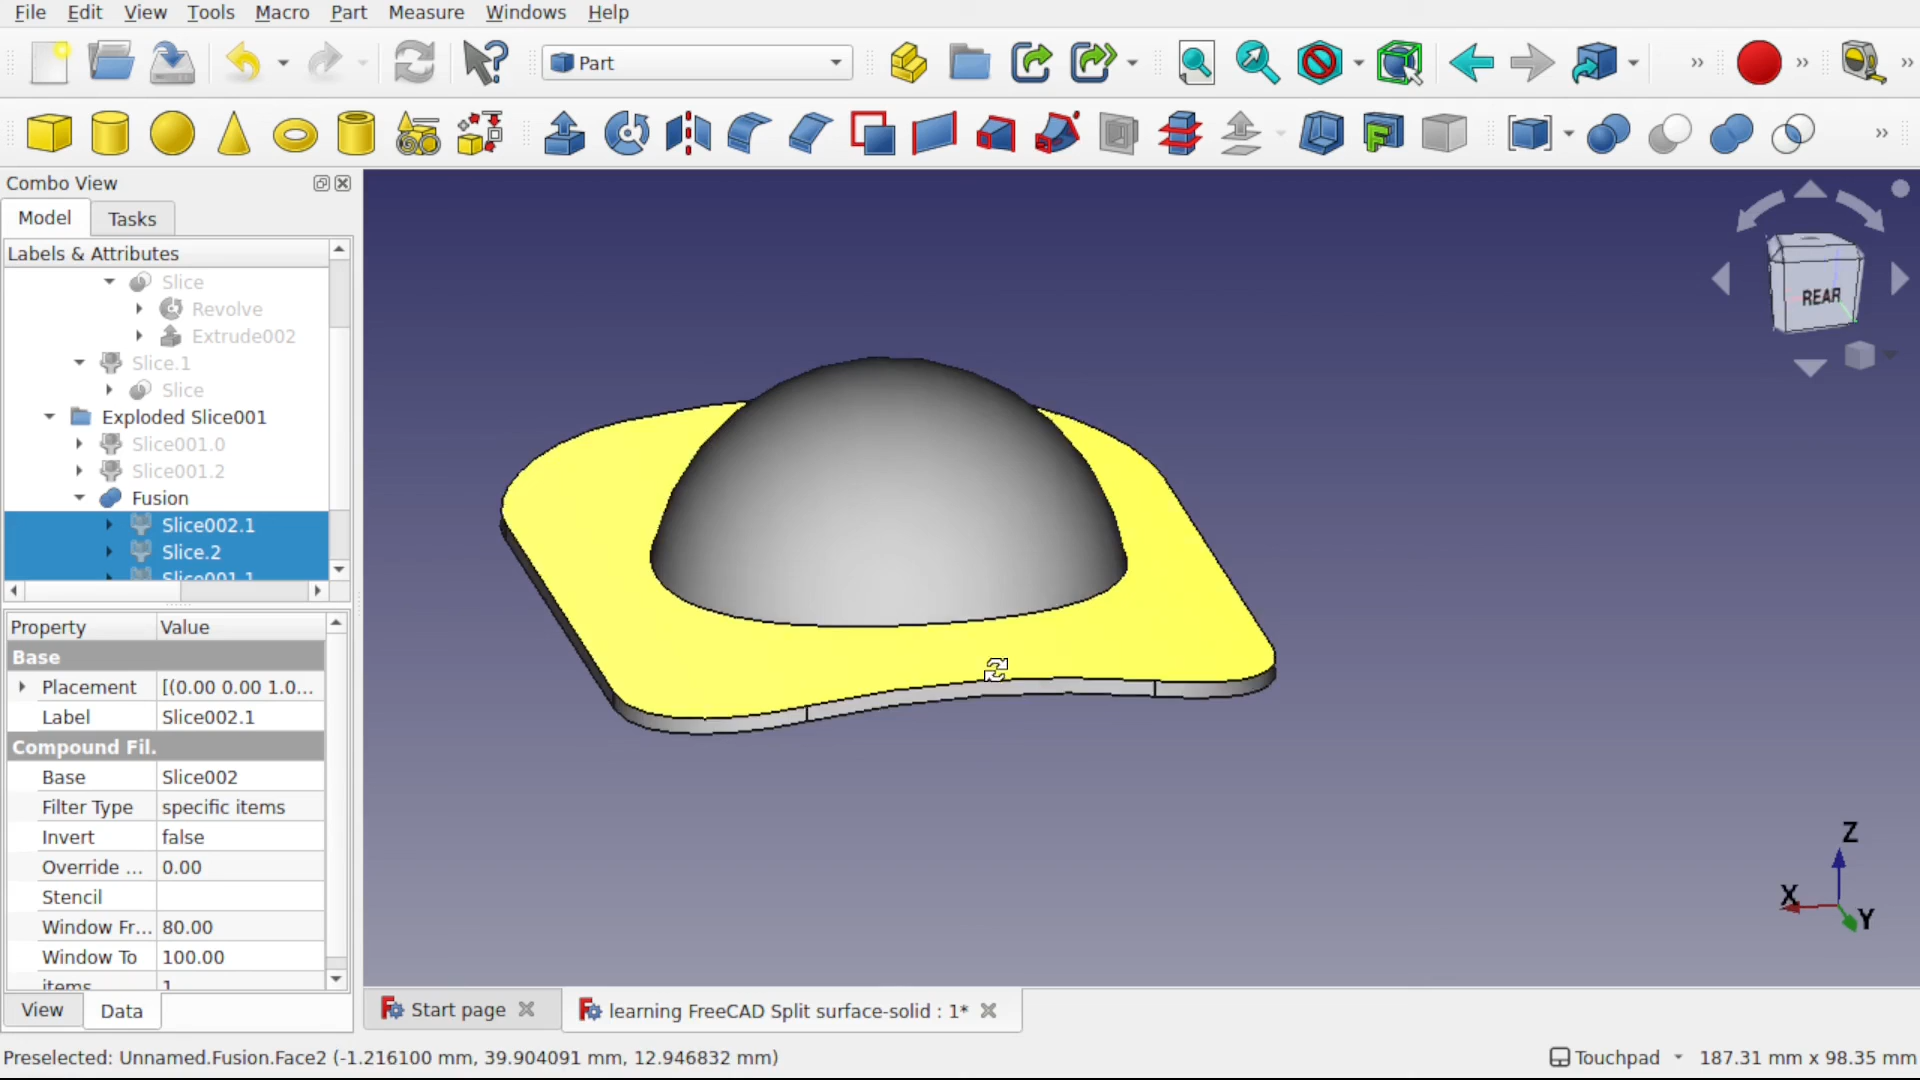 File Edit View Tools Macro Part Measure Windows Help
Part
Combo View
Model Tasks
Labels & Attributes
Slice
Revolve
Extrude002
Slice.1
Slice
Exploded Slice001
Slice001.0
Slice001.2
Fusion
Slice002.1
Slice.2
Slice001.1
Property Value
Base
Placement [(0.00 0.00 1.0...
Label Slice002.1
Compound Fil.
Base Slice002
Filter Type specific items
Invert false
Override ... 0.00
Stencil
Window Fr... 80.00
Window To 100.00
items 1
View Data
REAR
Z
X
Y
Start page
learning FreeCAD Split surface-solid : 1*
Preselected: Unnamed.Fusion.Face2 (-1.216100 mm, 39.904091 mm, 12.946832 mm)
Touchpad 187.31 mm x 98.35 mm